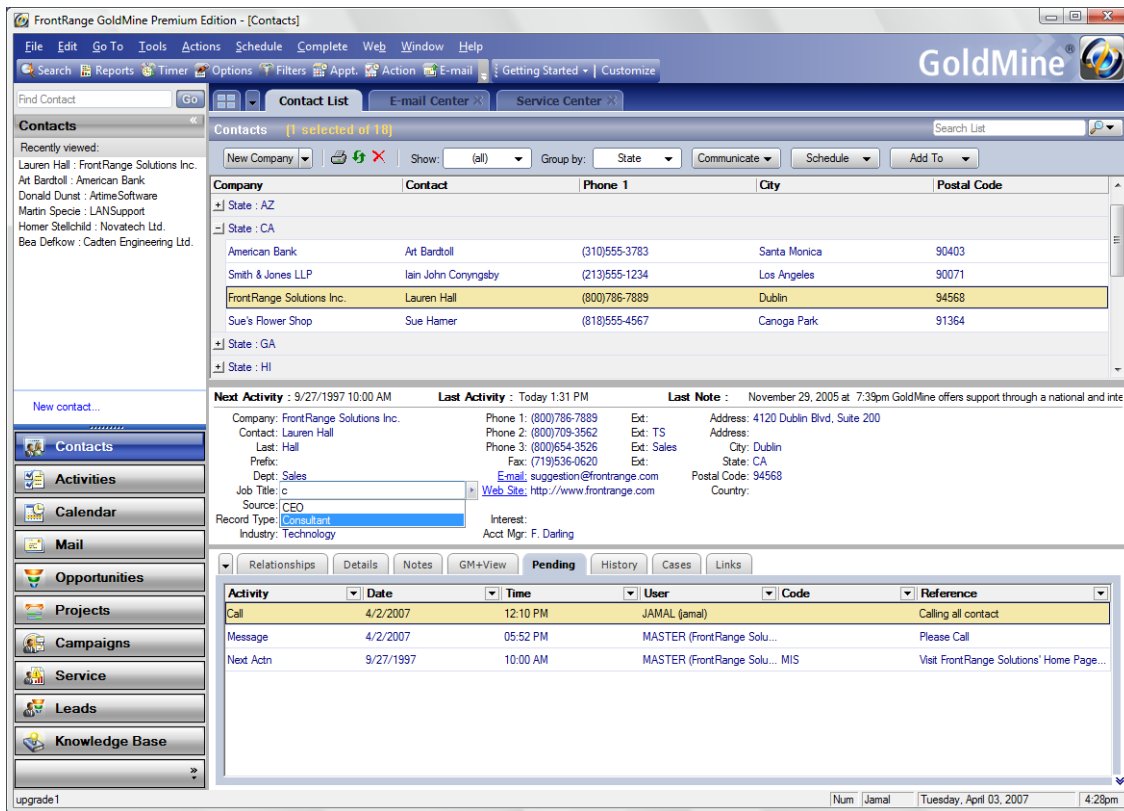 FrontRange GoldMine Premium Edition - [Contacts]
File Edit Go To Tools Actions Schedule Complete Web Window Help
Search Reports Timer Options Filters Appt. Action E-mail Getting Started Customize
GoldMine®
Find Contact Go
Contact List E-mail Center Service Center
Contacts
Contacts (1 selected of 18)
Search List
Recently viewed:
Lauren Hall : FrontRange Solutions Inc.
Art Bardtoll : American Bank
Donald Dunst : ArtimeSoftware
Martin Specie : LANSupport
Homer Stellchild : Novatech Ltd.
Bea Defkow : Cadten Engineering Ltd.
New contact...
New Company Show: (all) Group by: State Communicate Schedule Add To
Company Contact Phone 1 City Postal Code
State : AZ
State : CA
American Bank Art Bardtoll (310)555-3783 Santa Monica 90403
Smith & Jones LLP Iain John Conyngsby (213)555-1234 Los Angeles 90071
FrontRange Solutions Inc. Lauren Hall (800)786-7889 Dublin 94568
Sue's Flower Shop Sue Hamer (818)555-4567 Canoga Park 91364
State : GA
State : HI
Next Activity : 9/27/1997 10:00 AM Last Activity : Today 1:31 PM Last Note : November 29, 2005 at 7:39pm GoldMine offers support through a national and inte
Company: FrontRange Solutions Inc. Phone 1: (800)786-7889 Ext: Address: 4120 Dublin Blvd, Suite 200
Contact: Lauren Hall Phone 2: (800)709-3562 Ext: TS Address:
Last: Hall Phone 3: (800)654-3526 Ext: Sales City: Dublin
Prefix: Fax: (719)536-0620 Ext: State: CA
Dept: Sales E-mail: suggestion@frontrange.com Postal Code: 94568
Job Title: c Web Site: http://www.frontrange.com Country:
Source: CEO
Record Type: Consultant Interest:
Industry: Technology Acct Mgr: F. Darling
Contacts
Activities
Calendar
Mail
Opportunities
Projects
Campaigns
Service
Leads
Knowledge Base
Relationships Details Notes GM+View Pending History Cases Links
Activity Date Time User Code Reference
Call 4/2/2007 12:10 PM JAMAL (jamal) Calling all contact
Message 4/2/2007 05:52 PM MASTER (FrontRange Solu... Please Call
Next Actn 9/27/1997 10:00 AM MASTER (FrontRange Solu... MIS Visit FrontRange Solutions' Home Page...
upgrade1 Num Jamal Tuesday, April 03, 2007 4:28pm